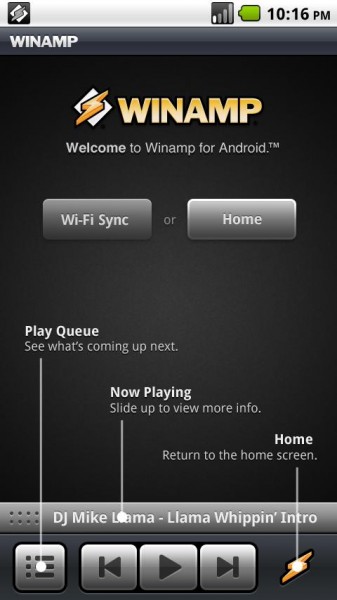 10:16 PM
WINAMP
WINAMP
Welcome to Winamp for Android.™
Wi-Fi Sync or Home
Play Queue
See what's coming up next.
Now Playing
Slide up to view more info.
Home
Return to the home screen.
DJ Mike Llama - Llama Whippin' Intro